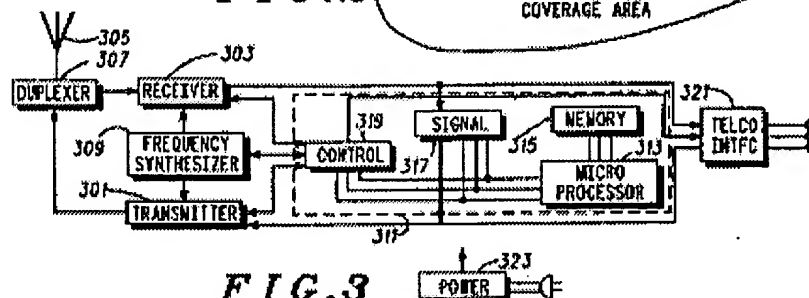 COVERAGE AREA
305
307
303
321
DUPLEXER
RECEIVER
319
SIGNAL
315
MEMORY
313
TELCO
INTFC
309
FREQUENCY
SYNTHESIZER
CONTROL
317
MICRO
PROCESSOR
301
TRANSMITTER
311
323
FIG.3
POWER